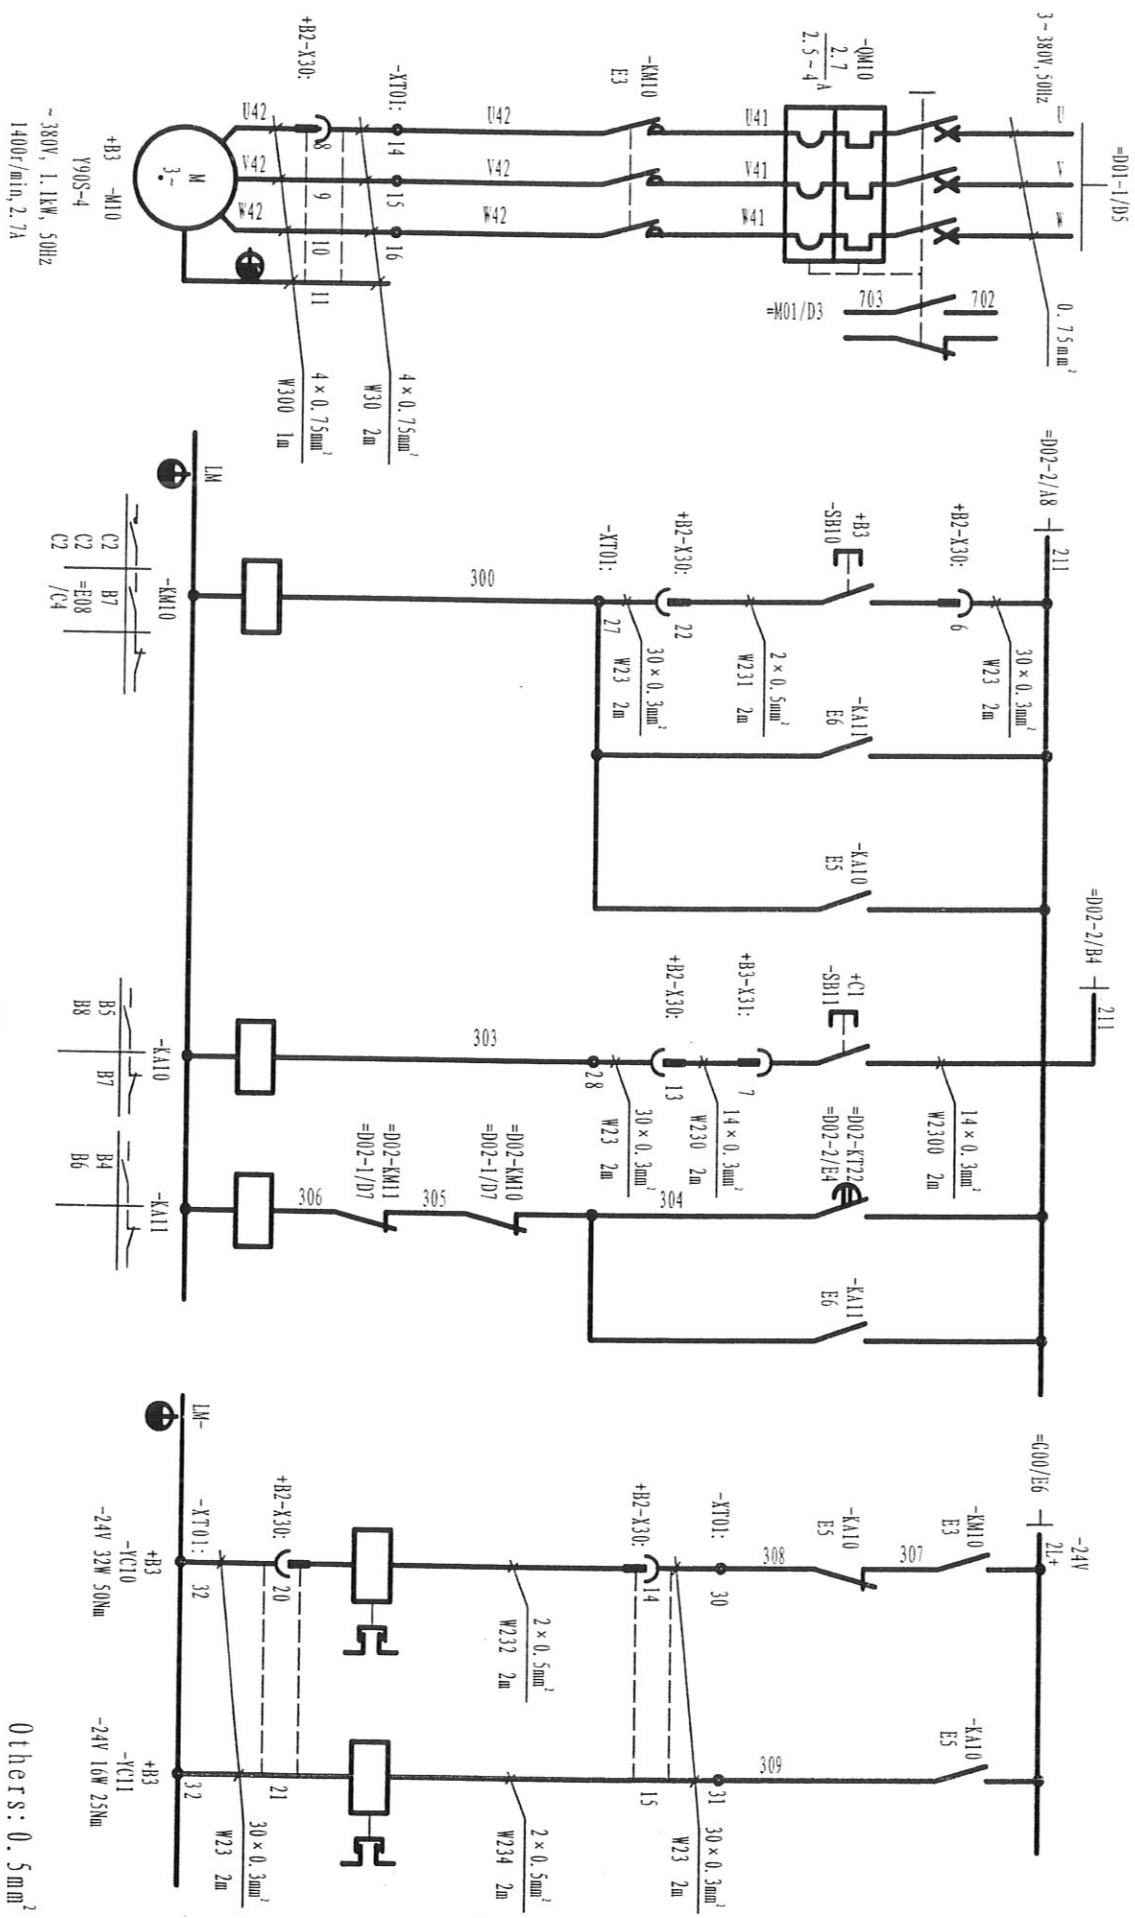 =D01-1/D5
3~380V, 50Hz
U
V
W
0.75mm²
-QM10
2.7
2.5~4 A
702
703
=M01/D3
U41
V41
W41
-KM10
E3
U42
V42
W42
-XT01:
14
15
16
4×0.75mm²
W30 2m
+B2-X30:
8
9
10
11
4×0.75mm²
W300 1m
U42
V42
W42
M
3~
+B3 -M10
Y90S-4
~380V, 1.1kW, 50Hz
1400r/min, 2.7A
=D02-2/A8
211
30×0.3mm²
W23 2m
+B2-X30:
6
+B3
-SB10
2×0.5mm²
W231 2m
+B2-X30:
22
30×0.3mm²
W23 2m
-XT01:
27
300
LM
-KM10
C2
C2
C2
B7
=E08
/C4
-KA11
E6
-KA10
E5
=D02-2/B4
211
14×0.3mm²
W2300 2m
+C1
-SB11
+B3-X31:
7
14×0.3mm²
W230 2m
+B2-X30:
13
30×0.3mm²
W23 2m
28
303
-KA10
B5
B8
B7
=D02-KT22
=D02-2/E4
304
=D02-KM10
=D02-1/D7
305
=D02-KM11
=D02-1/D7
306
-KA11
B4
B6
-KA11
E6
=G00/E6
-24V
2L+
-KM10
E3
307
-KA10
E5
308
-XT01:
30
30×0.3mm²
W23 2m
+B2-X30:
14
15
2×0.5mm²
W232 2m
+B2-X30:
20
21
-XT01:
32
LM-
+B3
-YC10
-24V 32W 50Nm
-KA10
E5
309
31
2×0.5mm²
W234 2m
30×0.3mm²
W23 2m
32
+B3
-YC11
-24V 16W 25Nm
Others: 0.5mm²